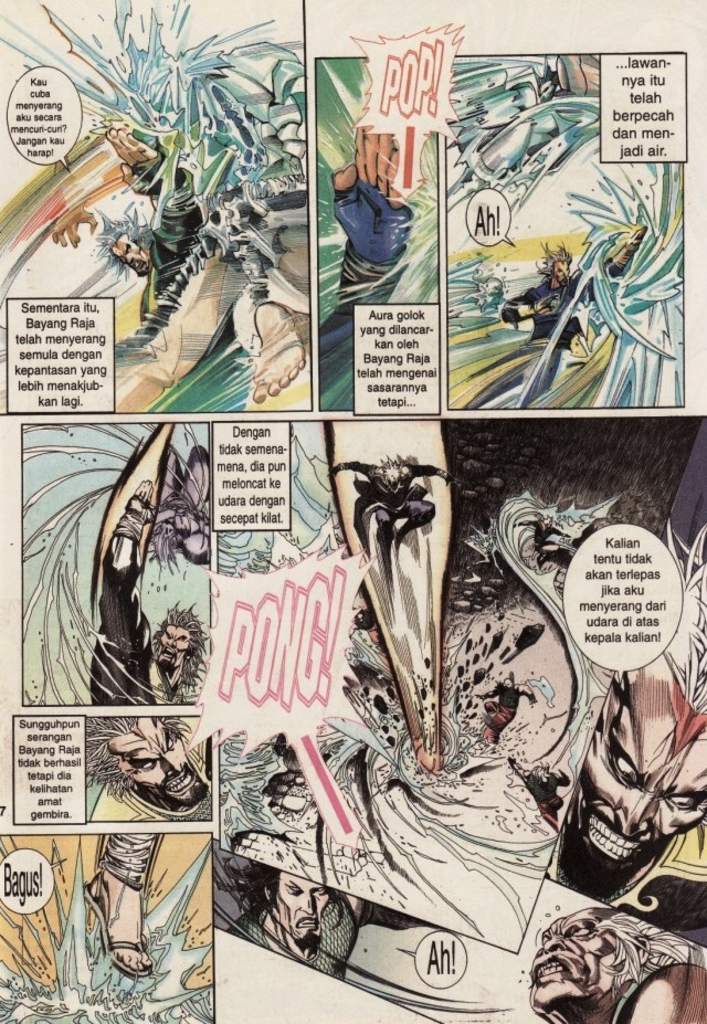 Kau
cuba
menyerang
aku secara
mencuri-curi?
Jangan kau
harap!
Sementara itu,
Bayang Raja
telah menyerang
semula dengan
kepantasan yang
lebih menakjub-
kan lagi.
POP!
Aura golok
yang dilancar-
kan oleh
Bayang Raja
telah mengenai
sasarannya
tetapi...
...lawan-
nya itu
telah
berpecah
dan men-
jadi air.
Ah!
Dengan
tidak semena-
mena, dia pun
meloncat ke
udara dengan
secepat kilat.
PONG!
Kalian
tentu tidak
akan terlepas
jika aku
menyerang dari
udara di atas
kepala kalian!
Sungguhpun
serangan
Bayang Raja
tidak berhasil
tetapi dia
kelihatan
amat
gembira.
7
Bagus!
Ah!